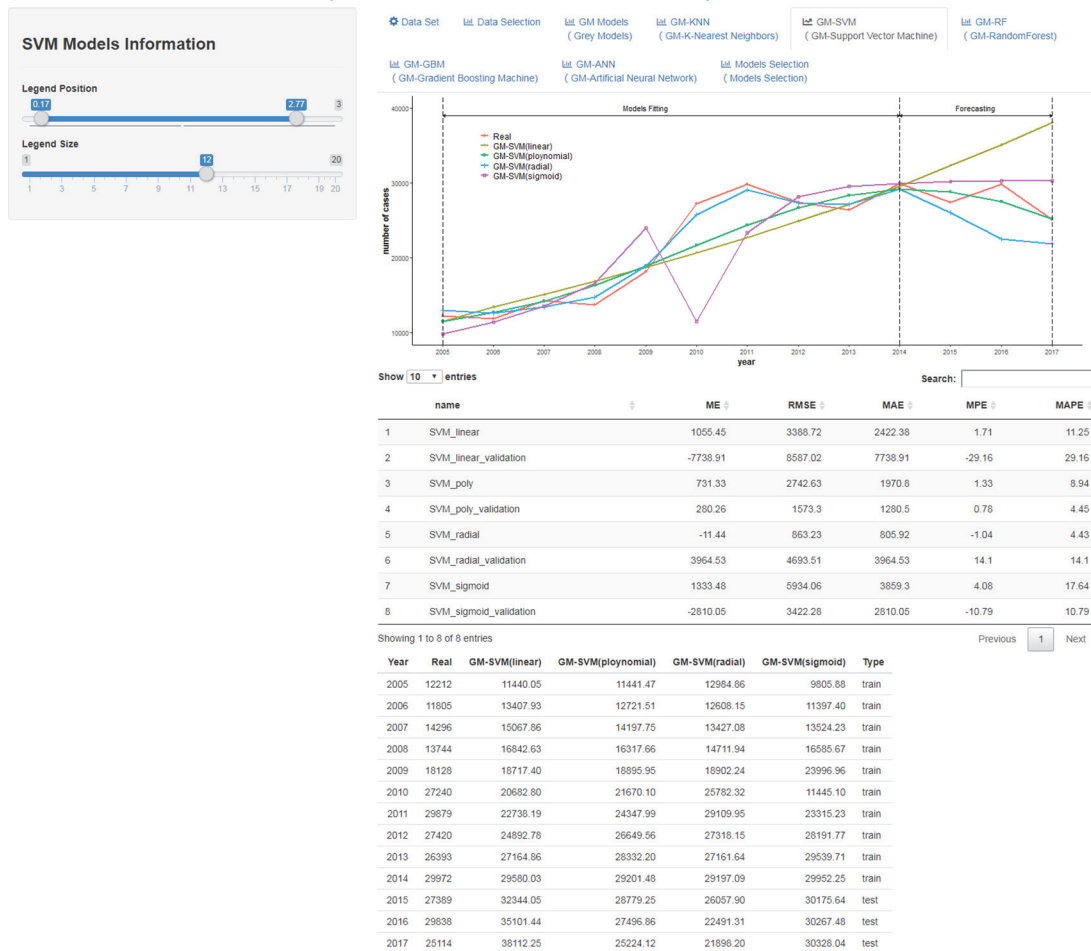 SVM Models Information
Legend Position
0.17 2.77 3
Legend Size
1 12 20
1 3 5 7 9 11 13 15 17 19 20
Data Set Data Selection GM Models GM-KNN GM-SVM GM-RF
( Grey Models) ( GM-K-Nearest Neighbors) ( GM-Support Vector Machine) ( GM-RandomForest)
GM-GBM GM-ANN Models Selection
( GM-Gradient Boosting Machine) ( GM-Artificial Neural Network) ( Models Selection)
40000
Models Fitting Forecasting
Real
GM-SVM(linear)
GM-SVM(ploynomial)
GM-SVM(radial)
GM-SVM(sigmoid)
30000
number of cases
20000
10000
2005 2006 2007 2008 2009 2010 2011 2012 2013 2014 2015 2016 2017
year
Show 10 entries Search:
name ME RMSE MAE MPE MAPE
1 SVM_linear 1055.45 3388.72 2422.38 1.71 11.25
2 SVM_linear_validation -7738.91 8587.02 7738.91 -29.16 29.16
3 SVM_poly 731.33 2742.63 1970.8 1.33 8.94
4 SVM_poly_validation 280.26 1573.3 1280.5 0.78 4.45
5 SVM_radial -11.44 863.23 805.92 -1.04 4.43
6 SVM_radial_validation 3964.53 4693.51 3964.53 14.1 14.1
7 SVM_sigmoid 1333.48 5934.06 3859.3 4.08 17.64
8 SVM_sigmoid_validation -2810.05 3422.28 2810.05 -10.79 10.79
Showing 1 to 8 of 8 entries Previous 1 Next
Year Real GM-SVM(linear) GM-SVM(ploynomial) GM-SVM(radial) GM-SVM(sigmoid) Type
2005 12212 11440.05 11441.47 12984.86 9805.88 train
2006 11805 13407.93 12721.51 12608.15 11397.40 train
2007 14296 15067.86 14197.75 13427.08 13524.23 train
2008 13744 16842.63 16317.66 14711.94 16585.67 train
2009 18128 18717.40 18895.95 18902.24 23996.96 train
2010 27240 20682.80 21670.10 25782.32 11445.10 train
2011 29879 22738.19 24347.99 29109.95 23315.23 train
2012 27420 24892.78 26649.56 27318.15 28191.77 train
2013 26393 27164.86 28332.20 27161.64 29539.71 train
2014 29972 29580.03 29201.48 29197.09 29952.25 train
2015 27389 32344.05 28779.25 26057.90 30175.64 test
2016 29838 35101.44 27496.86 22491.31 30267.48 test
2017 25114 38112.25 25224.12 21898.20 30328.04 test